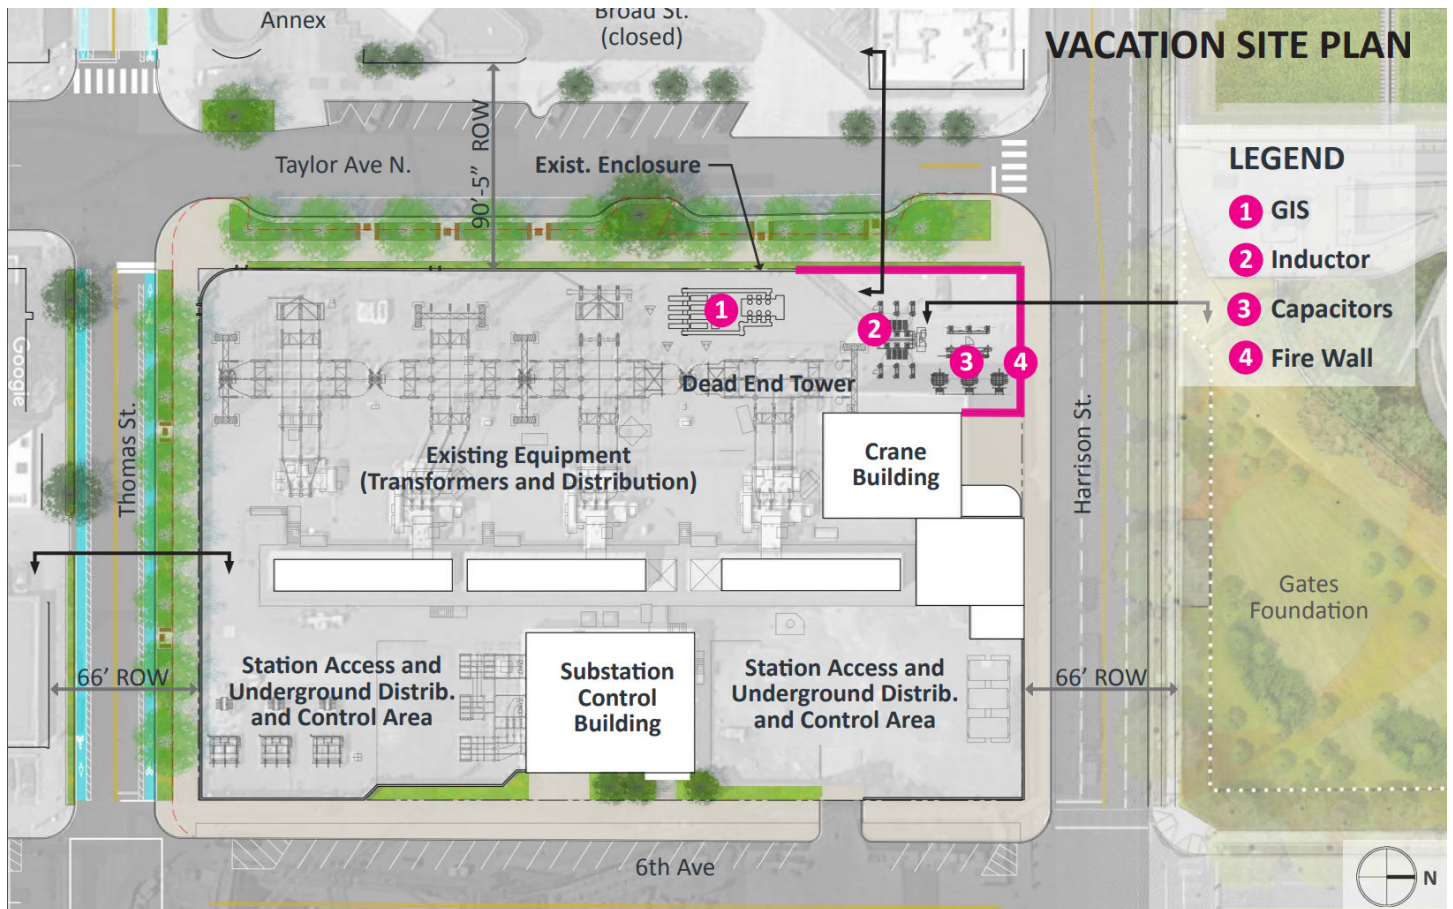 Annex
Broad St.
(closed)
VACATION SITE PLAN
Taylor Ave N.
90'-5" ROW
Exist. Enclosure
LEGEND
1 GIS
2 Inductor
3 Capacitors
4 Fire Wall
1
2
3
4
Dead End Tower
Google
Thomas St.
Existing Equipment
(Transformers and Distribution)
Crane
Building
Harrison St.
Gates
Foundation
66' ROW
Station Access and
Underground Distrib.
and Control Area
Substation
Control
Building
Station Access and
Underground Distrib.
and Control Area
66' ROW
6th Ave
N